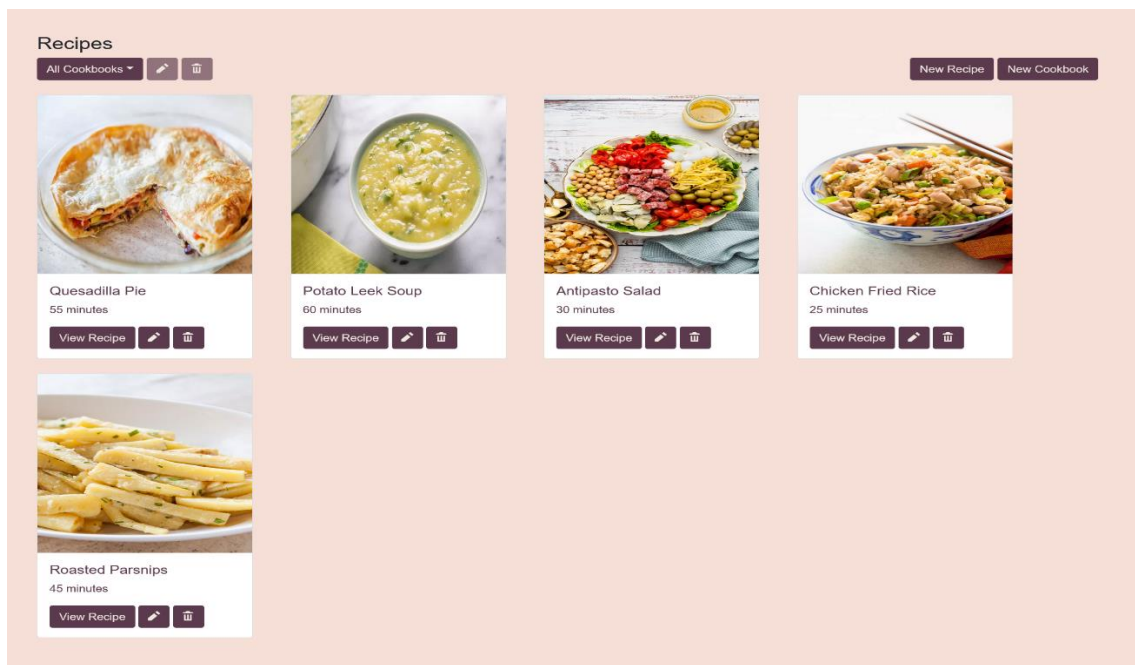 Recipes
All Cookbooks
New Recipe New Cookbook
Quesadilla Pie
55 minutes
View Recipe
Potato Leek Soup
60 minutes
View Recipe
Antipasto Salad
30 minutes
View Recipe
Chicken Fried Rice
25 minutes
View Recipe
Roasted Parsnips
45 minutes
View Recipe